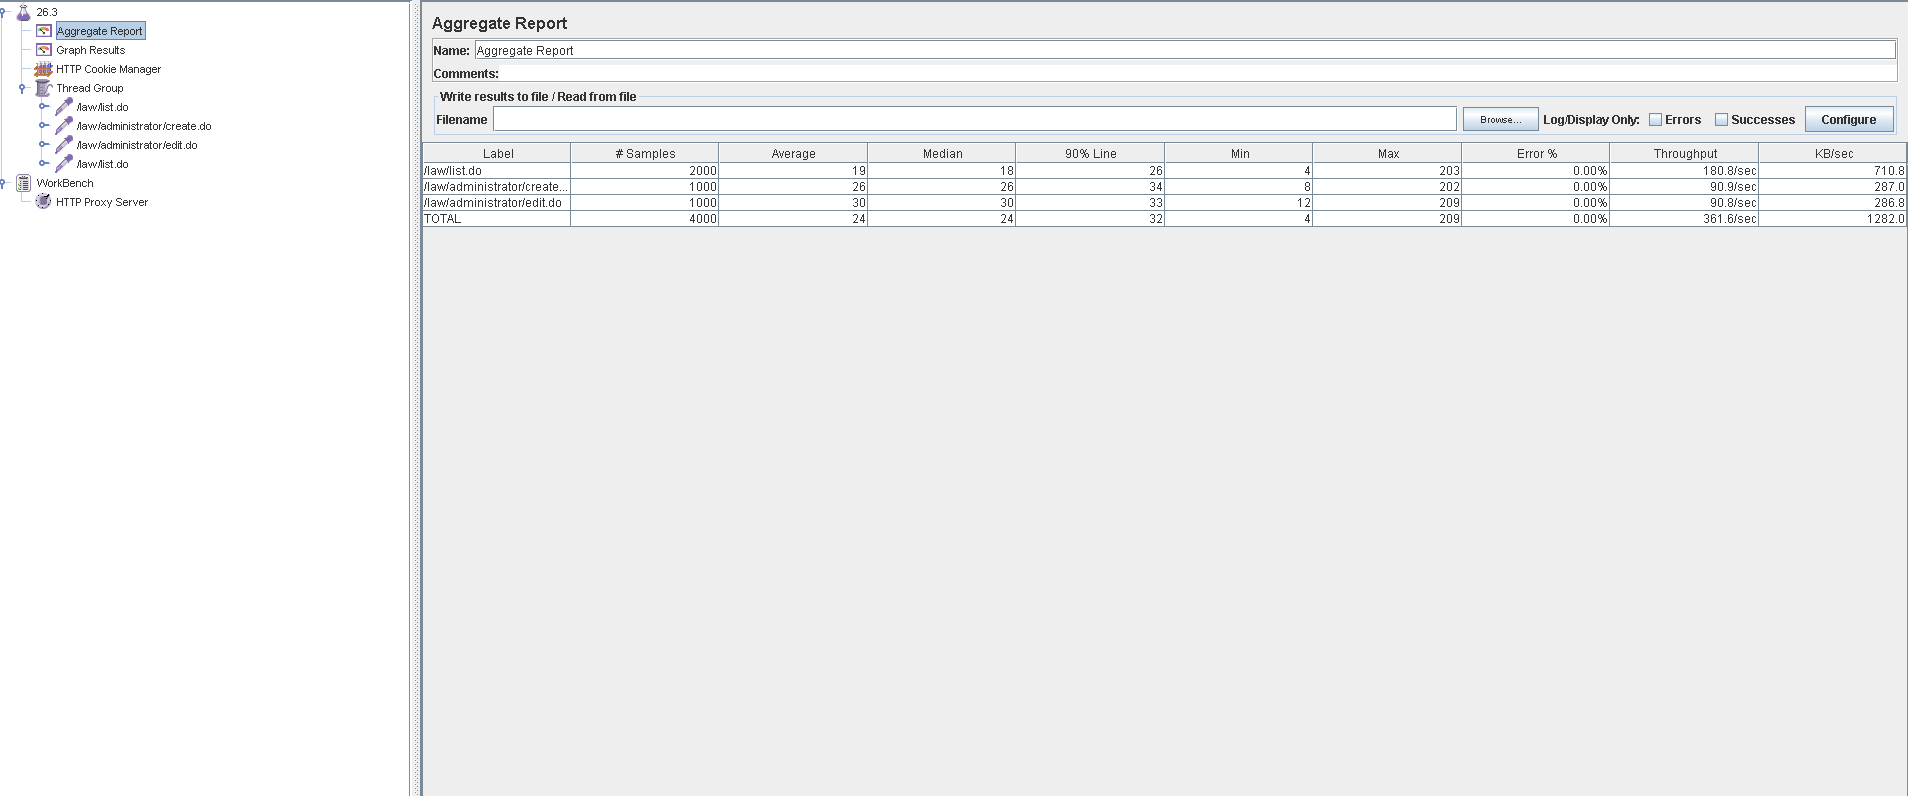 26.3
Aggregate Report
Graph Results
HTTP Cookie Manager
Thread Group
/law/list.do
/law/administrator/create.do
/law/administrator/edit.do
/law/list.do
WorkBench
HTTP Proxy Server
Aggregate Report
Name: Aggregate Report
Comments:
Write results to file / Read from file
Filename Browse... Log/Display Only: Errors Successes Configure
Label # Samples Average Median 90% Line Min Max Error % Throughput KB/sec
/law/list.do 2000 19 18 26 4 203 0.00% 180.8/sec 710.8
/law/administrator/create... 1000 26 26 34 8 202 0.00% 90.9/sec 287.0
/law/administrator/edit.do 1000 30 30 33 12 209 0.00% 90.8/sec 286.8
TOTAL 4000 24 24 32 4 209 0.00% 361.6/sec 1282.0